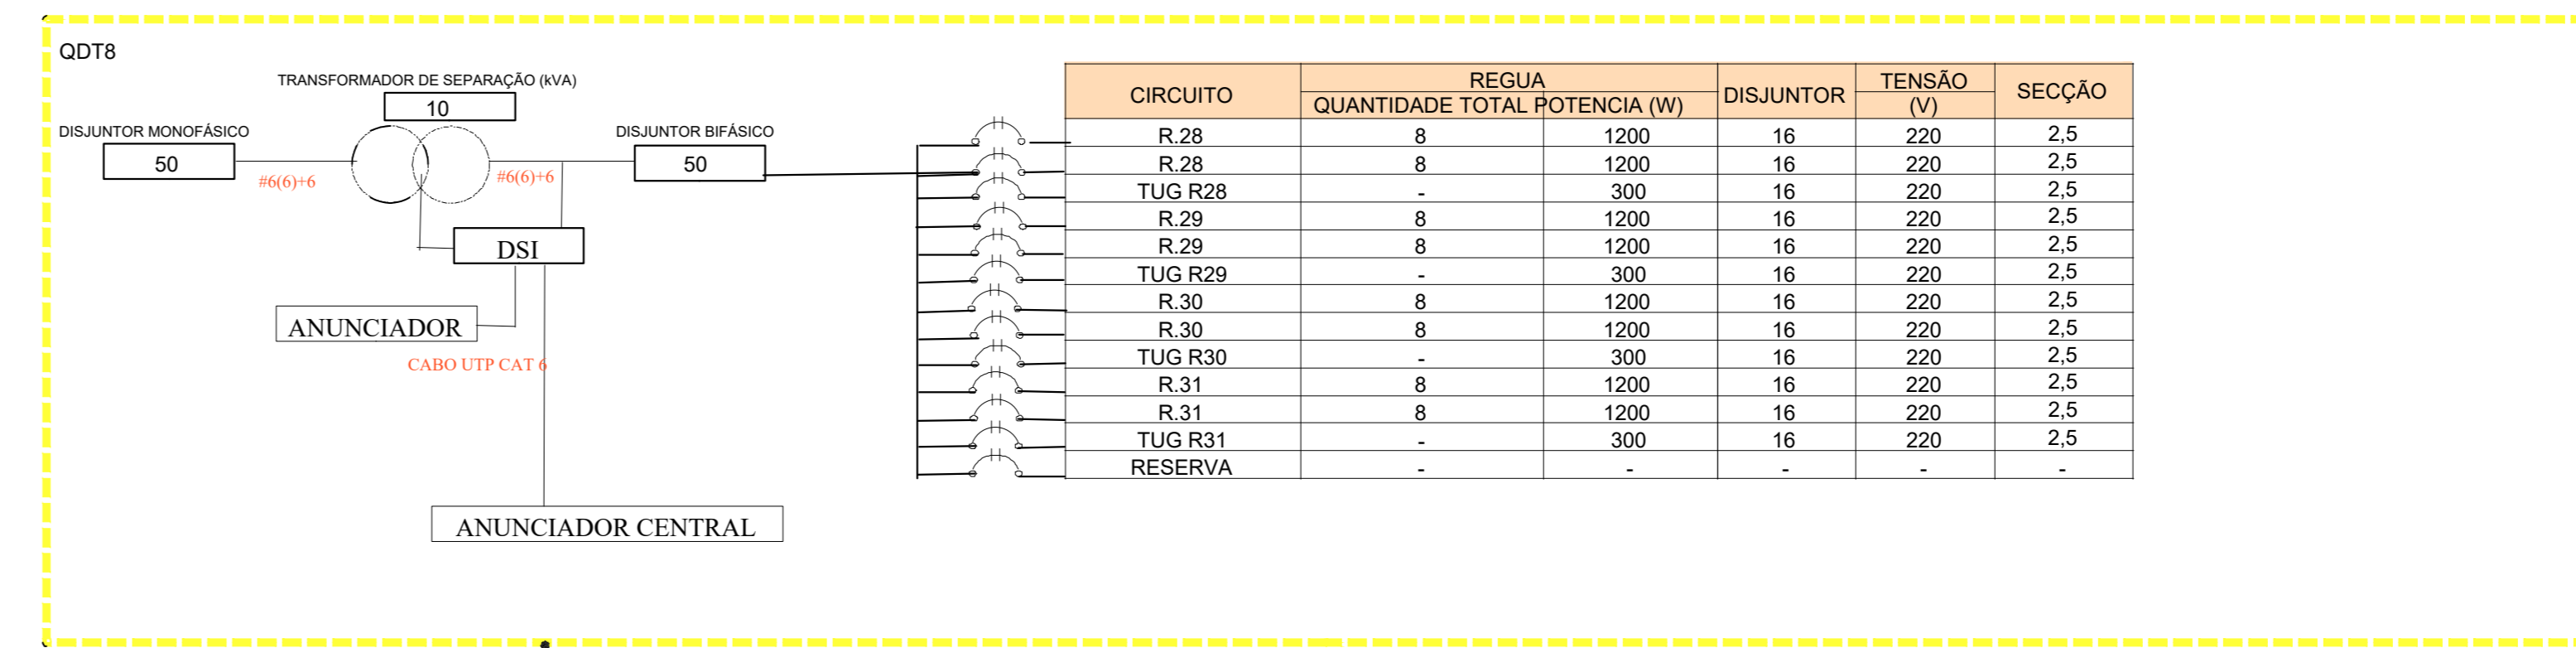 QDT8
TRANSFORMADOR DE SEPARAÇÃO (kVA)
10
DISJUNTOR MONOFÁSICO
50
#6(6)+6
#6(6)+6
DISJUNTOR BIFÁSICO
50
DSI
ANUNCIADOR
CABO UTP CAT 6
ANUNCIADOR CENTRAL
CIRCUITO REGUA DISJUNTOR TENSÃO SECÇÃO
QUANTIDADE TOTAL POTENCIA (W) (V)
R.28 8 1200 16 220 2,5
R.28 8 1200 16 220 2,5
TUG R28 - 300 16 220 2,5
R.29 8 1200 16 220 2,5
R.29 8 1200 16 220 2,5
TUG R29 - 300 16 220 2,5
R.30 8 1200 16 220 2,5
R.30 8 1200 16 220 2,5
TUG R30 - 300 16 220 2,5
R.31 8 1200 16 220 2,5
R.31 8 1200 16 220 2,5
TUG R31 - 300 16 220 2,5
RESERVA - - - - -